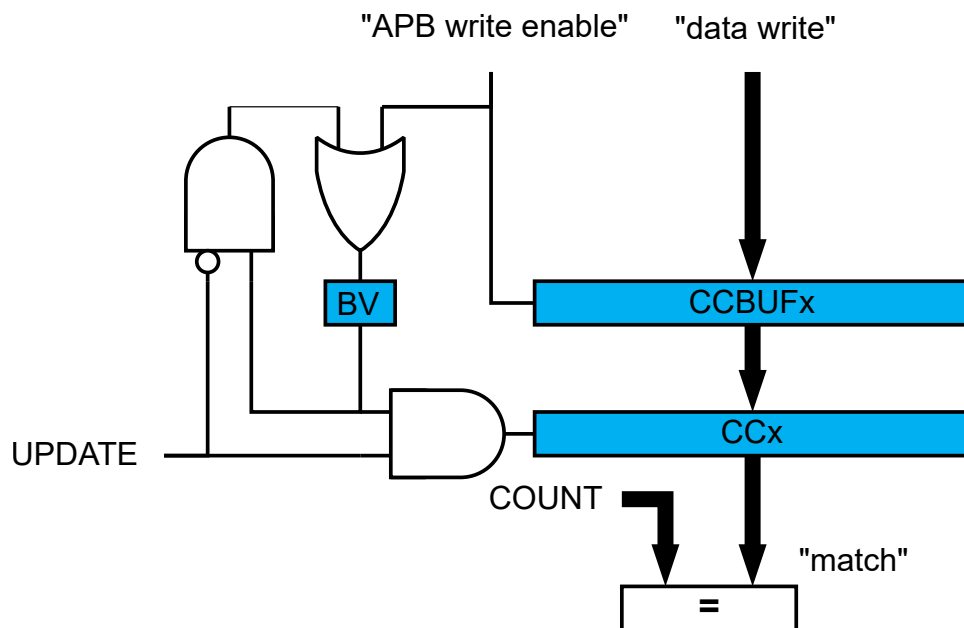 "APB write enable"
"data write"
BV
CCBUFx
UPDATE
CCx
COUNT
"match"
=